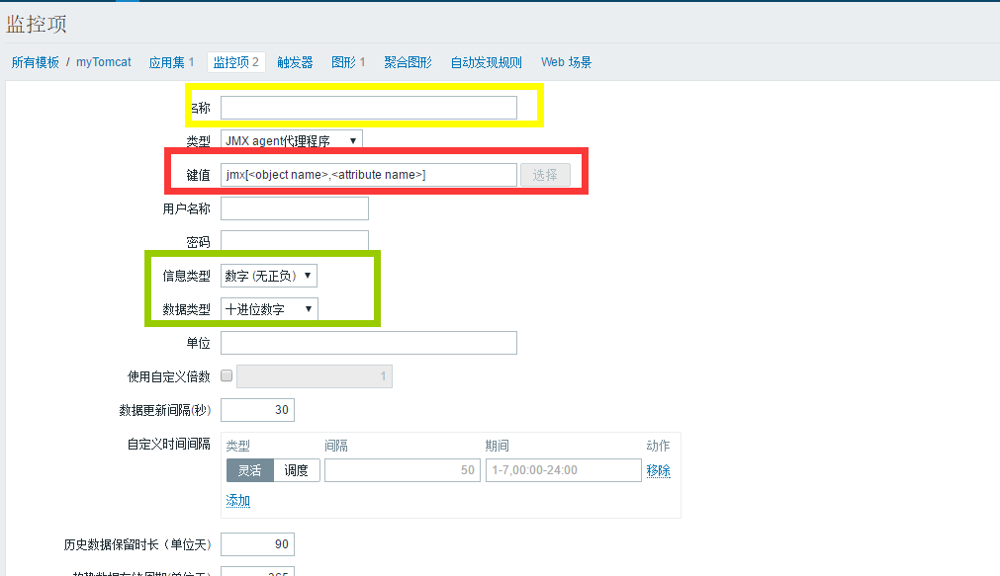 监控项
所有模板 / myTomcat 应用集 1 监控项 2 触发器 图形 1 聚合图形 自动发现规则 Web 场景
名称
类型 JMX agent代理程序
键值 jmx[<object name>,<attribute name>] 选择
用户名称
密码
信息类型 数字 (无正负)
数据类型 十进位数字
单位
使用自定义倍数 1
数据更新间隔(秒) 30
自定义时间间隔 类型 间隔 期间 动作
灵活 调度 50 1-7,00:00-24:00 移除
添加
历史数据保留时长（单位天) 90